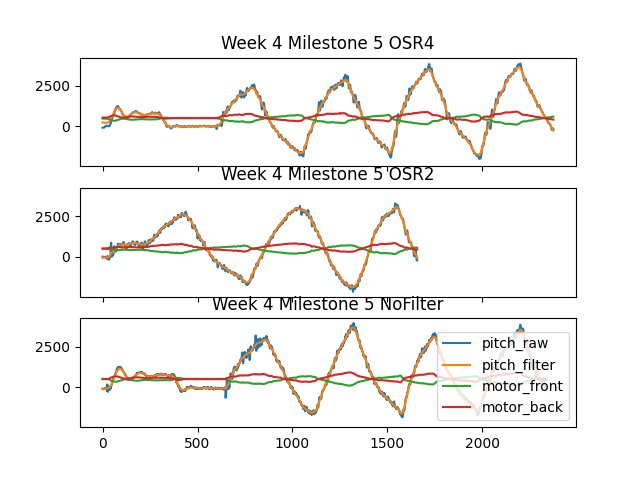 Week 4 Milestone 5 OSR4
2500
0
Week 4 Milestone 5 OSR2
2500
0
Week 4 Milestone 5 NoFilter
2500
0
pitch_raw
pitch_filter
motor_front
motor_back
0 500 1000 1500 2000